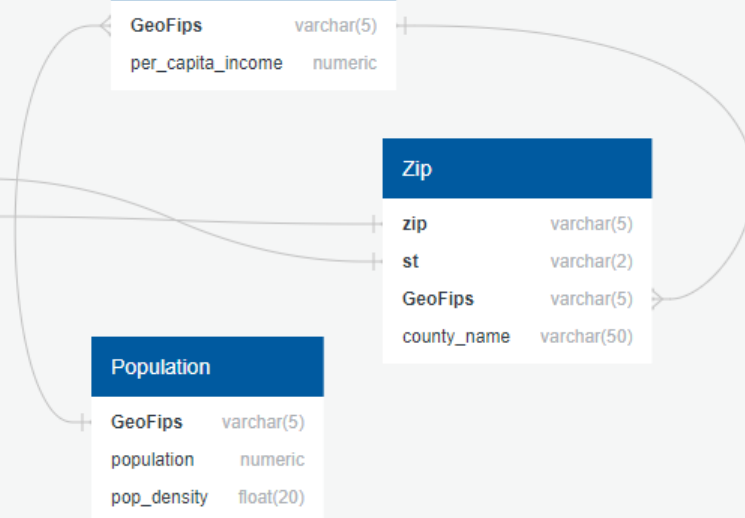 GeoFips varchar(5)
per_capita_income numeric
Zip
zip varchar(5)
st varchar(2)
GeoFips varchar(5)
county_name varchar(50)
Population
GeoFips varchar(5)
population numeric
pop_density float(20)